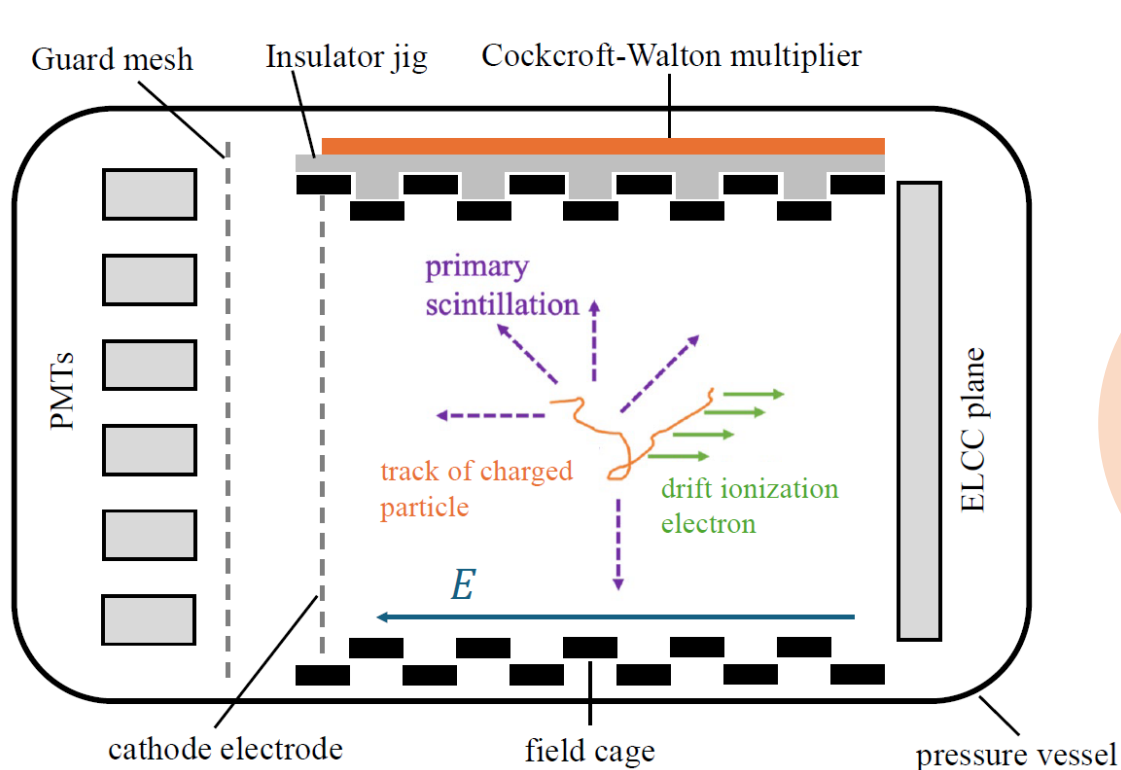 Guard mesh
Insulator jig
Cockcroft-Walton multiplier
primary
scintillation
PMTs
track of charged
particle
drift ionization
electron
ELCC plane
E
cathode electrode
field cage
pressure vessel